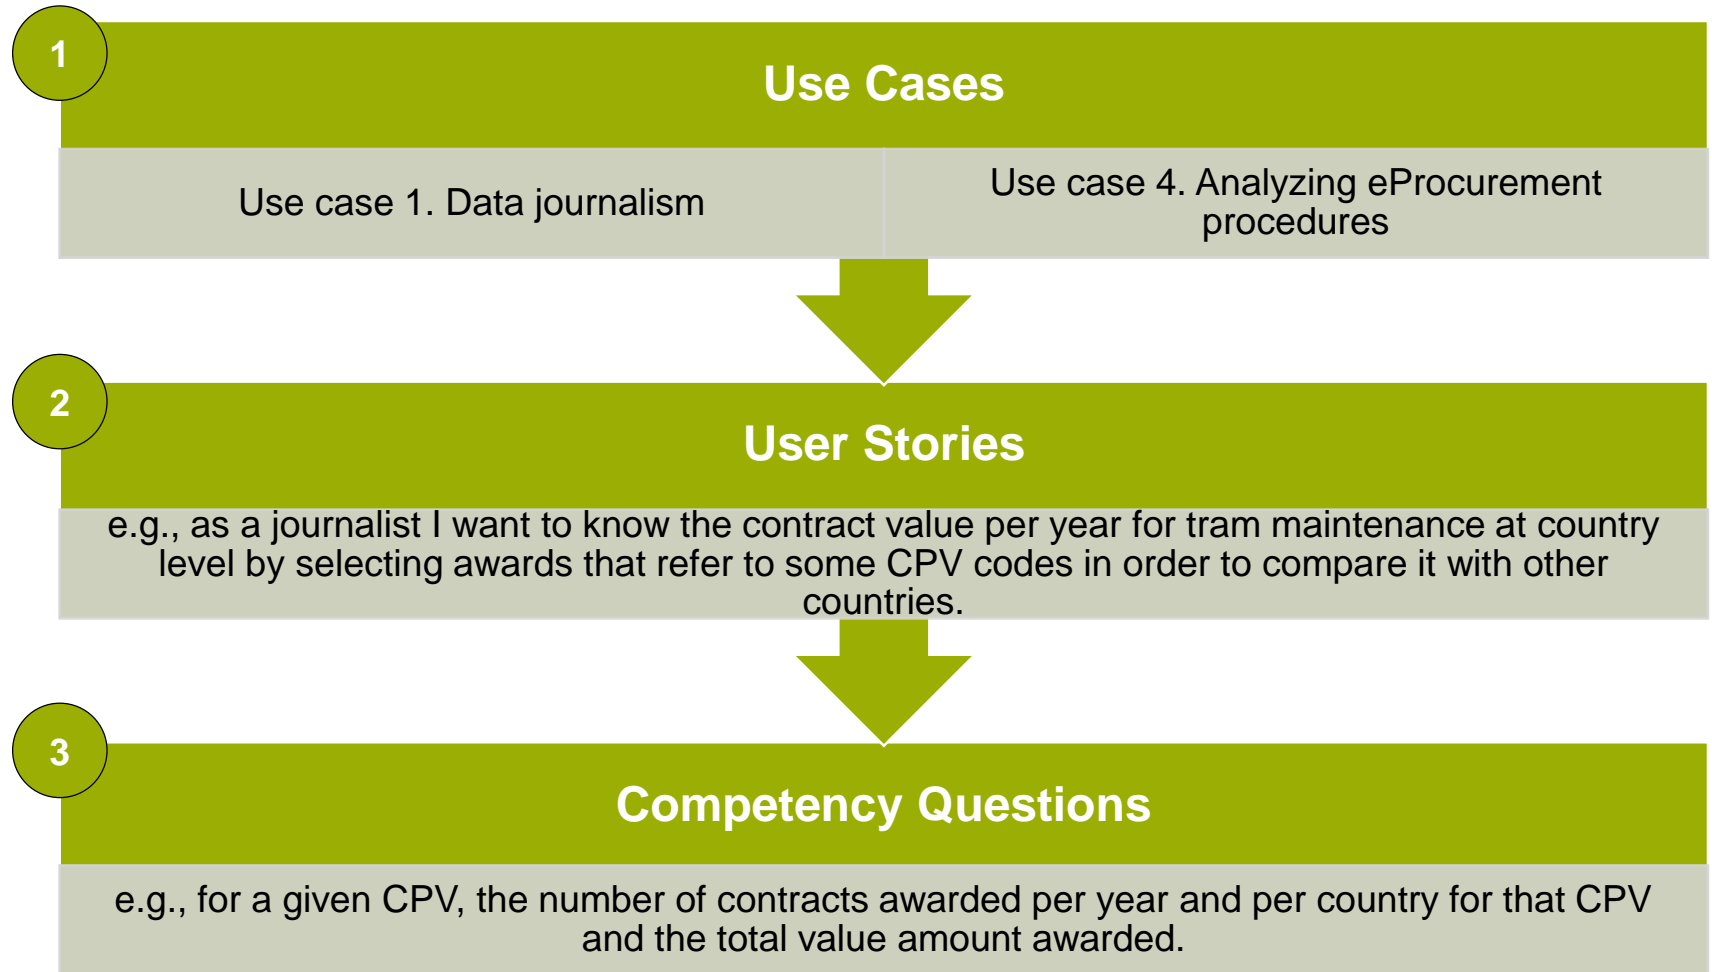 1
Use Cases
Use case 1. Data journalism
Use case 4. Analyzing eProcurement
procedures
2
User Stories
e.g., as a journalist I want to know the contract value per year for tram maintenance at country
level by selecting awards that refer to some CPV codes in order to compare it with other
countries.
3
Competency Questions
e.g., for a given CPV, the number of contracts awarded per year and per country for that CPV
and the total value amount awarded.